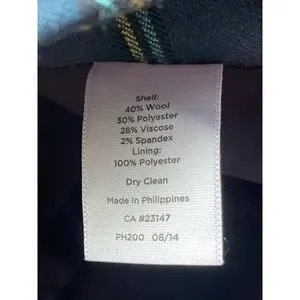 Shell:
40% Wool
30% Polyester
28% Viscose
2% Spandex
Lining:
100% Polyester
Dry Clean
Made in Philippines
CA #23147
PH200 08/14